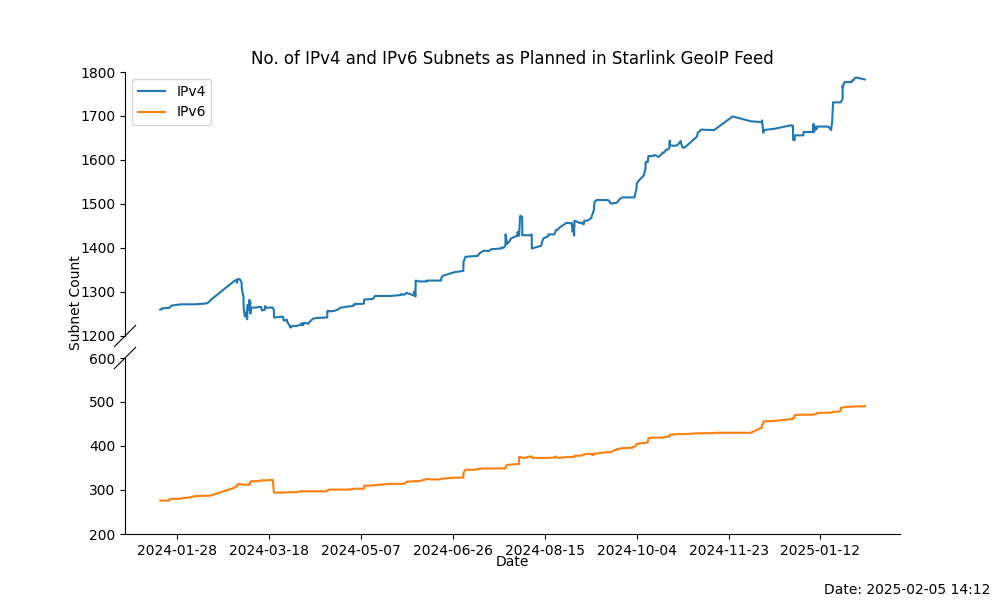 No. of IPv4 and IPv6 Subnets as Planned in Starlink GeoIP Feed
IPv4
IPv6
1800
1700
1600
1500
1400
1300
1200
600
500
400
300
200
Subnet Count
2024-01-28 2024-03-18 2024-05-07 2024-06-26 2024-08-15 2024-10-04 2024-11-23 2025-01-12
Date
Date: 2025-02-05 14:12